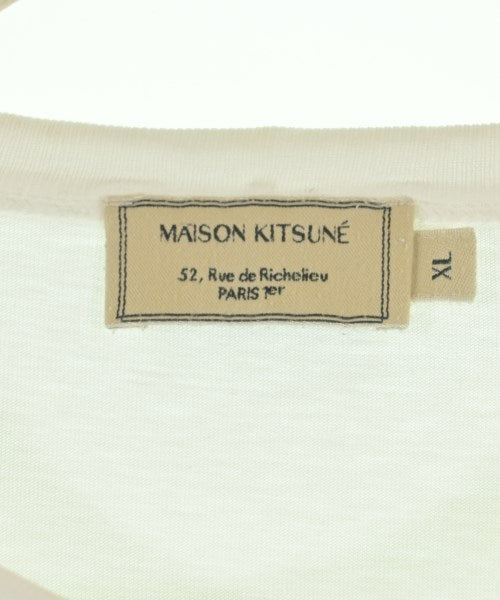 MAISON KITSUNÉ
52, Rue de Richelieu
PARIS 1er
XL